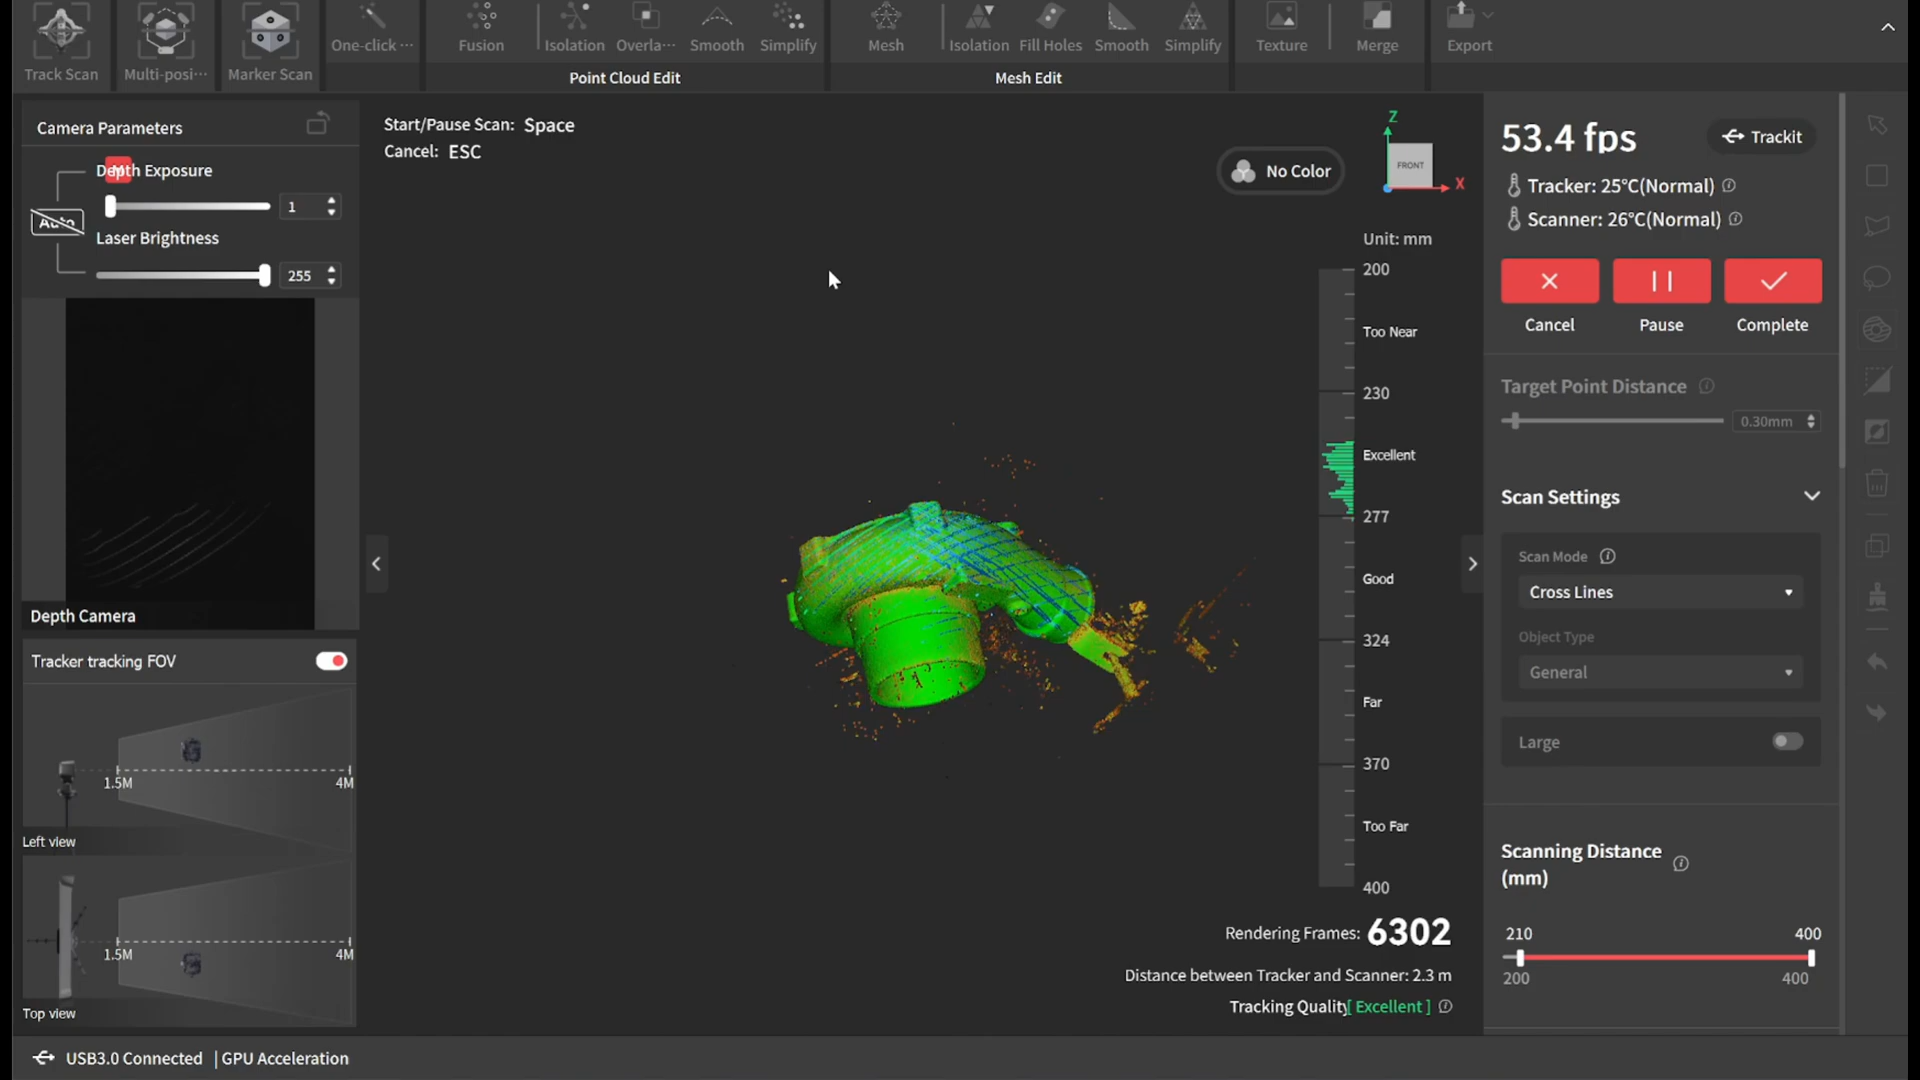 Track Scan
Multi-posi···
Marker Scan
One-click ···
Fusion
Isolation
Overla···
Smooth
Simplify
Point Cloud Edit
Mesh
Isolation
Fill Holes
Smooth
Simplify
Mesh Edit
Texture
Merge
Export
Camera Parameters
Depth Exposure
1
Auto
Laser Brightness
255
Depth Camera
Tracker tracking FOV
1.5M
4M
Left view
1.5M
4M
Top view
Start/Pause Scan: Space
Cancel: ESC
No Color
Z
FRONT
X
Unit: mm
200
Too Near
230
Excellent
277
Good
324
Far
370
Too Far
400
Rendering Frames: 6302
Distance between Tracker and Scanner: 2.3 m
Tracking Quality[ Excellent ]
53.4 fps
Trackit
Tracker: 25℃(Normal)
Scanner: 26℃(Normal)
Cancel
Pause
Complete
Target Point Distance
0.30mm
Scan Settings
Scan Mode
Cross Lines
Object Type
General
Large
Scanning Distance
(mm)
210
400
200
400
USB3.0 Connected | GPU Acceleration